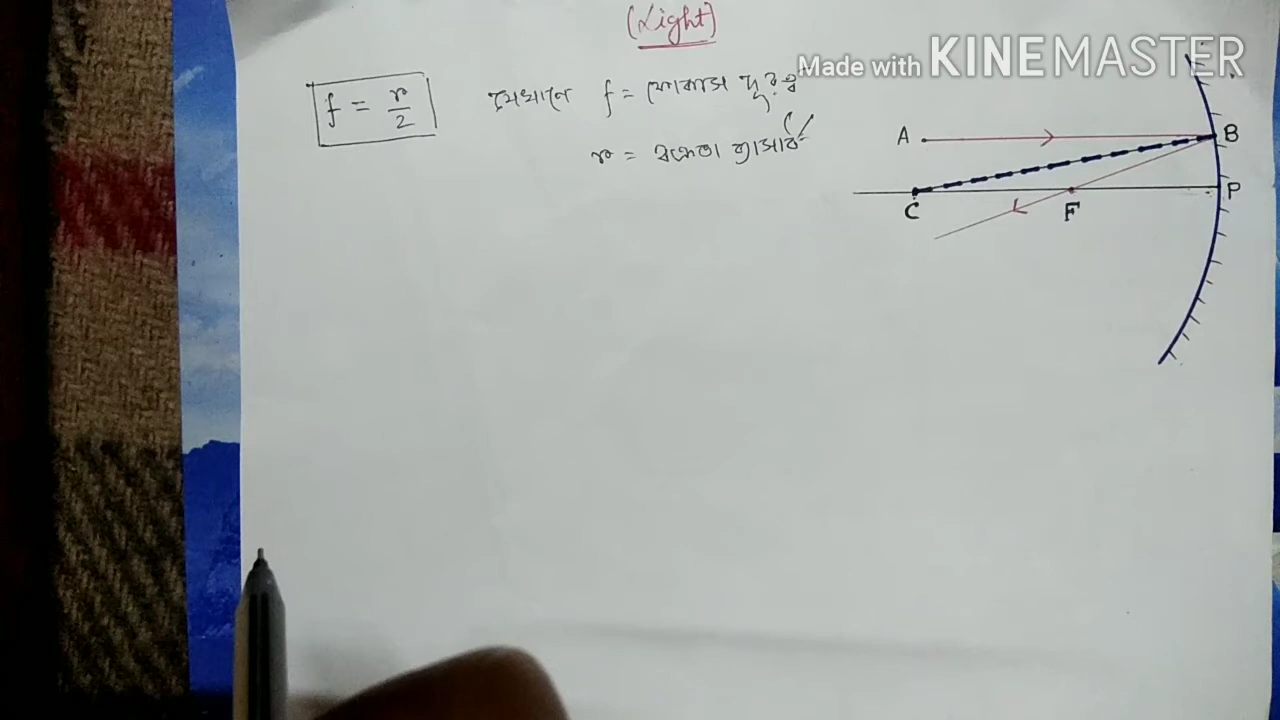 (Light)
Made with KINEMASTER
f = r/2 যেখানে f = ফোকাস দূরত্ব
r = বক্রতা ব্যাসার্ধ
A B
C F P